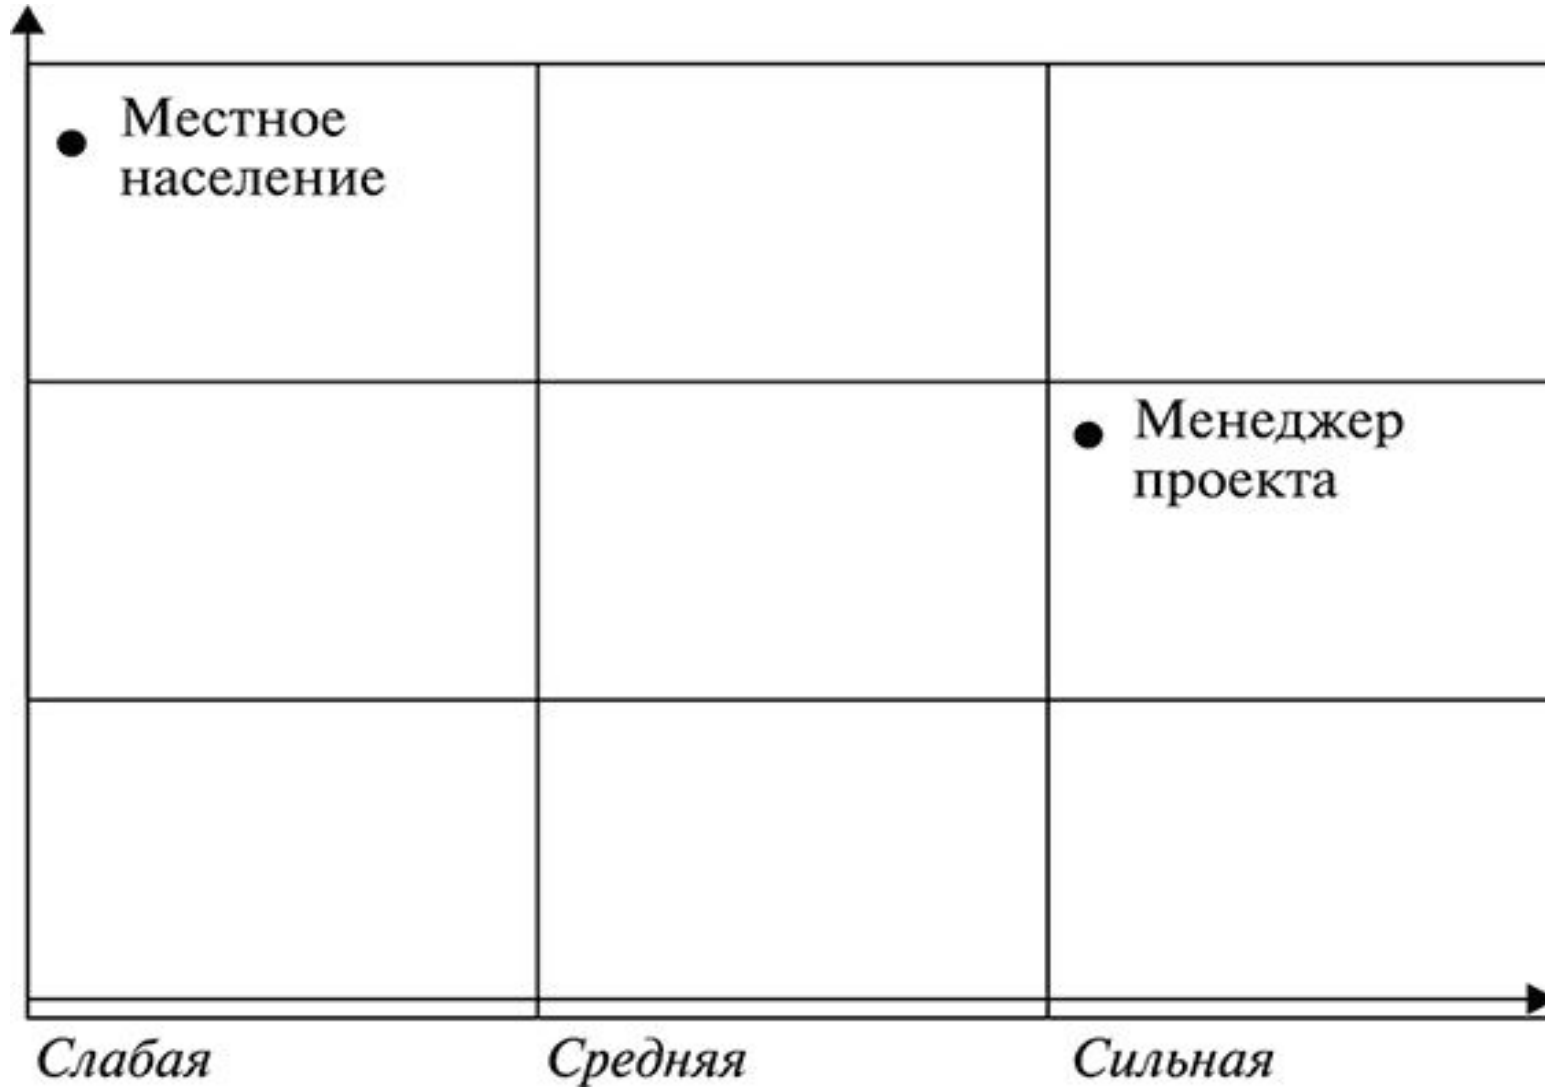 Местное
население
Менеджер
проекта
Слабая
Средняя
Сильная